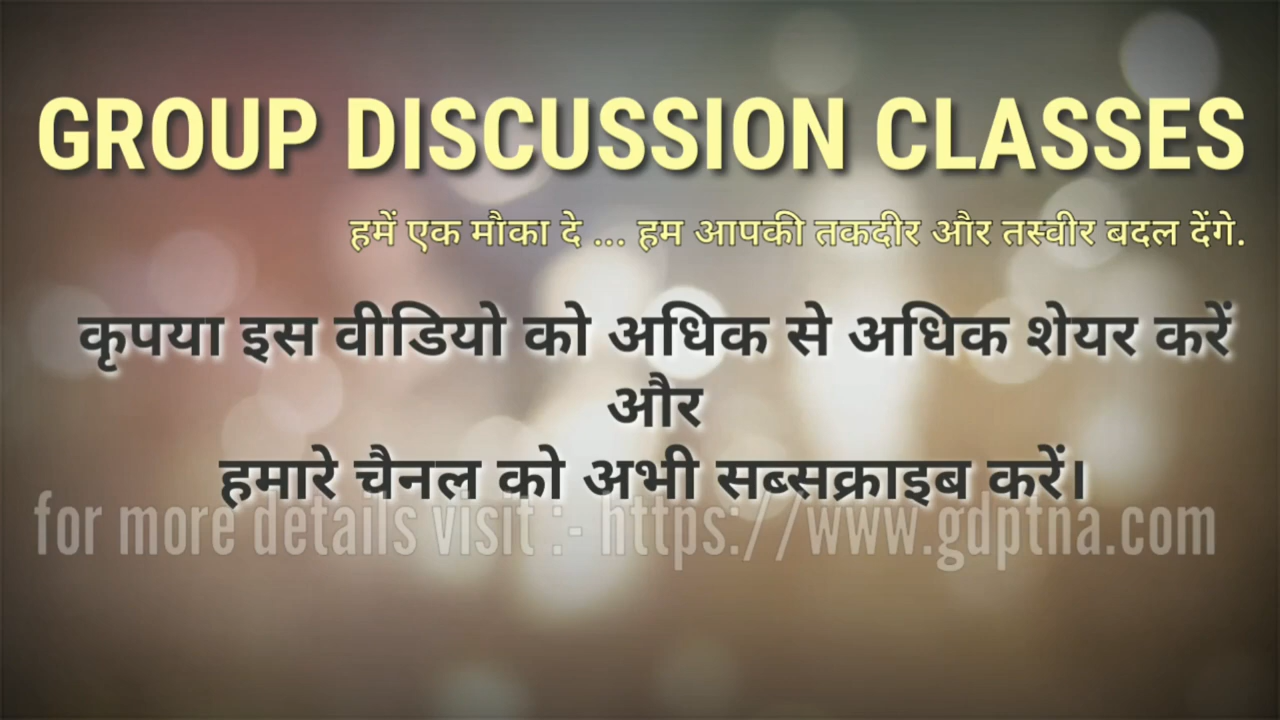 GROUP DISCUSSION CLASSES
हमें एक मौका दे ... हम आपकी तकदीर और तस्वीर बदल देंगे.
कृपया इस वीडियो को अधिक से अधिक शेयर करें
और
हमारे चैनल को अभी सब्सक्राइब करें।
for more details visit :- https://www.gdptna.com